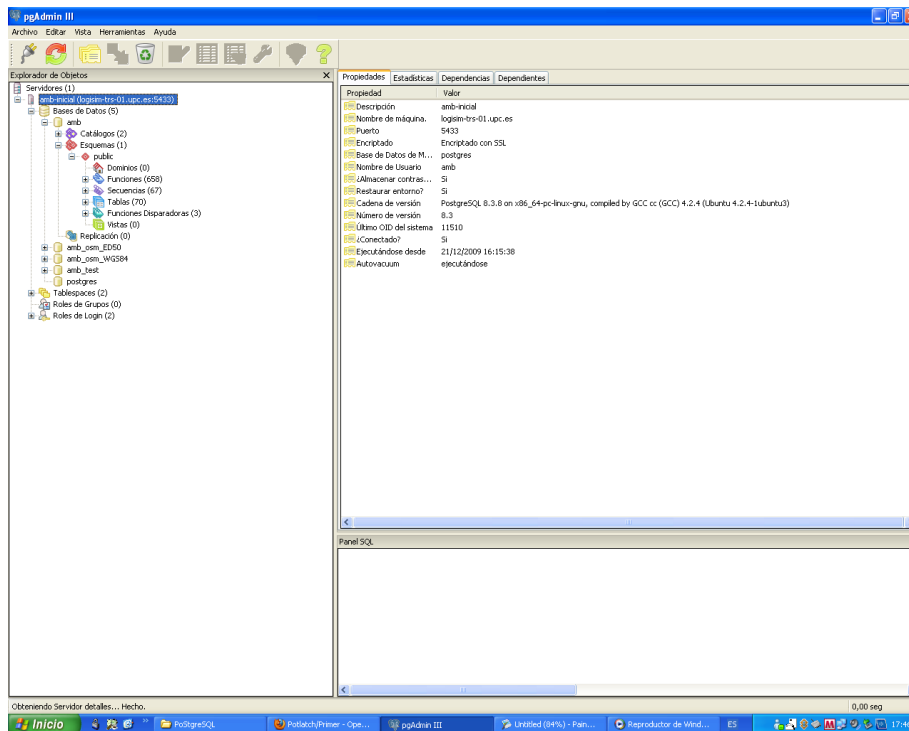 pgAdmin III
Archivo Editar Vista Herramientas Ayuda
Explorador de Objetos
Servidores (1)
amb-inicial (logisim-trs-01.upc.es:5433)
Bases de Datos (5)
amb
Catálogos (2)
Esquemas (1)
public
Dominios (0)
Funciones (658)
Secuencias (67)
Tablas (70)
Funciones Disparadoras (3)
Vistas (0)
Replicación (0)
amb_osm_ED50
amb_osm_WGS84
amb_test
postgres
Tablespaces (2)
Roles de Grupos (0)
Roles de Login (2)
Propiedades Estadísticas Dependencias Dependientes
Propiedad Valor
Descripción amb-inicial
Nombre de máquina. logisim-trs-01.upc.es
Puerto 5433
Encriptado Encriptado con SSL
Base de Datos de M... postgres
Nombre de Usuario amb
¿Almacenar contras... Si
Restaurar entorno? Si
Cadena de versión PostgreSQL 8.3.8 on x86_64-pc-linux-gnu, compiled by GCC cc (GCC) 4.2.4 (Ubuntu 4.2.4-1ubuntu3)
Número de versión 8.3
Último OID del sistema 11510
¿Conectado? Si
Ejecutándose desde 21/12/2009 16:15:38
Autovacuum ejecutándose
Panel SQL
Obteniendo Servidor detalles... Hecho. 0,00 seg
Inicio PoStgreSQL Potlatch/Primer - Ope... pgAdmin III Untitled (84%) - Pain... Reproductor de Wind... ES